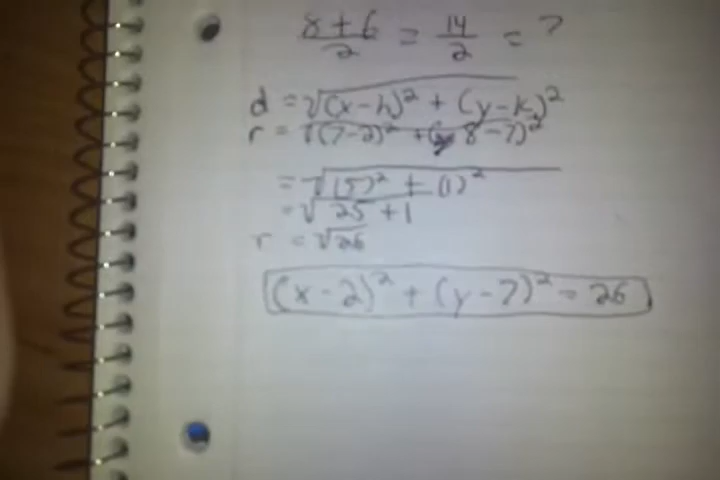 8+6/2 = 14/2 = 7
d = √(x-h)² + (y-k)²
r = √(7-2)² + (8-7)²
= √(5)² + (1)²
= √25 + 1
r = √26
(x-2)² + (y-7)² = 26